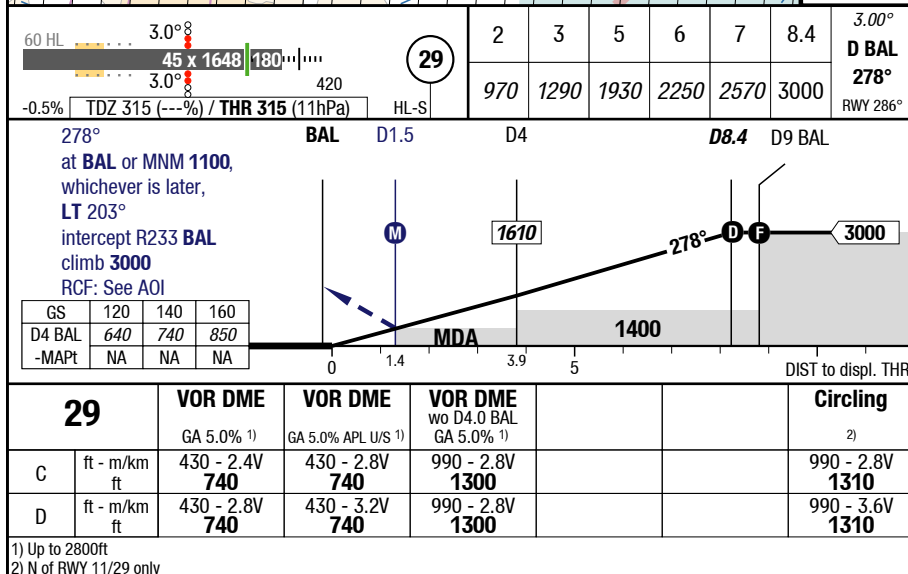 60 HL
3.0°
45 x 1648 180
3.0°
420
-0.5% TDZ 315 (---%) / THR 315 (11hPa) HL-S
29
2 3 5 6 7 8.4
970 1290 1930 2250 2570 3000
3.00°
D BAL
278°
RWY 286°
278°
at BAL or MNM 1100,
whichever is later,
LT 203°
intercept R233 BAL
climb 3000
RCF: See AOI
BAL D1.5 D4 D8.4 D9 BAL
M 1610 278° D F 3000
MDA 1400
GS 120 140 160
D4 BAL 640 740 850
-MAPt NA NA NA
0 1.4 3.9 5 DIST to displ. THR
29 VOR DME VOR DME VOR DME Circling
wo D4.0 BAL
GA 5.0% 1) GA 5.0% APL U/S 1) GA 5.0% 1) 2)
C ft - m/km 430 - 2.4V 430 - 2.8V 990 - 2.8V 990 - 2.8V
ft 740 740 1300 1310
D ft - m/km 430 - 2.8V 430 - 3.2V 990 - 2.8V 990 - 3.6V
ft 740 740 1300 1310
1) Up to 2800ft
2) N of RWY 11/29 only